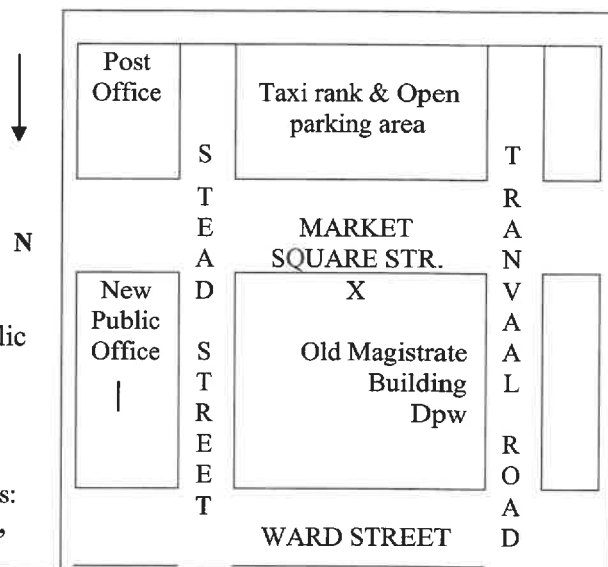 Post
Office
Taxi rank & Open
parking area
STEAD STREET
TRANVAAL ROAD
N
MARKET
SQUARE STR.
X
New
Public
Office
lic
Old Magistrate
Building
Dpw
s:
,
WARD STREET